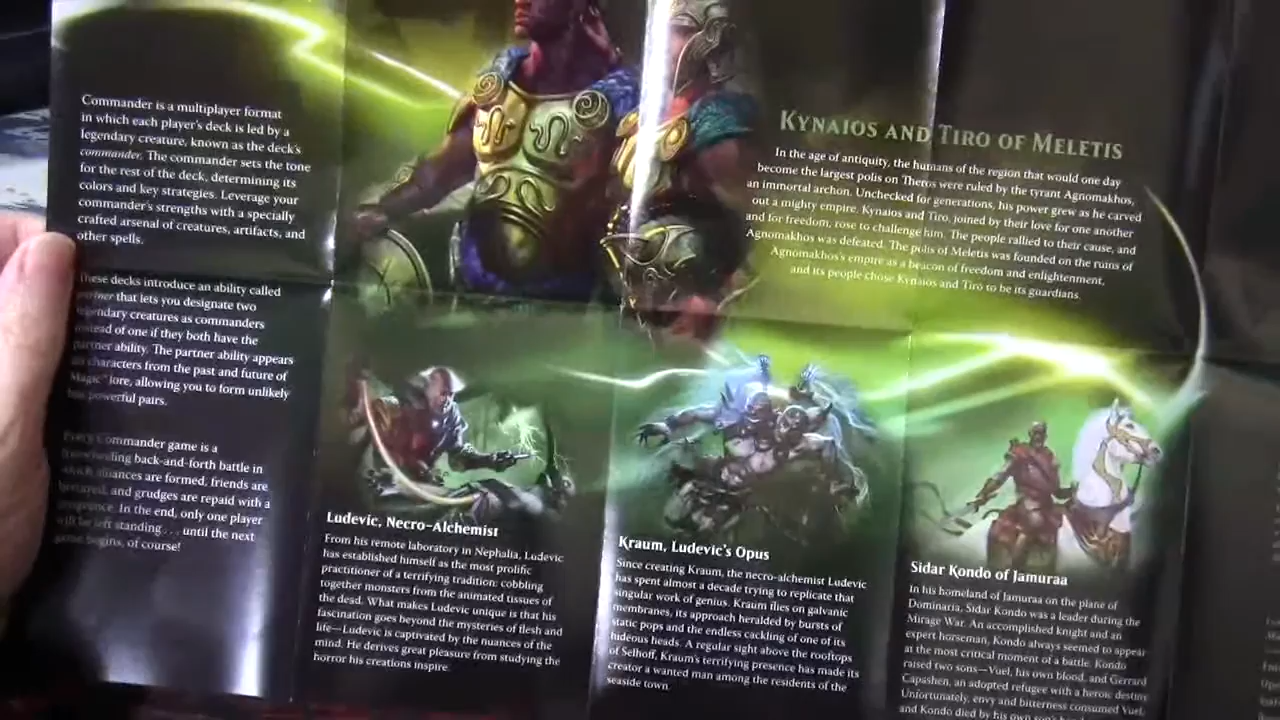 Commander is a multiplayer format
in which each player's deck is led by a
legendary creature, known as the deck's
commander. The commander sets the tone
for the rest of the deck, determining its
colors and key strategies. Leverage your
commander's strengths with a specially
crafted arsenal of creatures, artifacts, and
other spells.
These decks introduce an ability called
partner that lets you designate two
legendary creatures as commanders
instead of one if they both have the
partner ability. The partner ability appears
on characters from the past and future of
Magic™ lore, allowing you to form unlikely
but powerful pairs.
Every Commander game is a
freewheeling back-and-forth battle in
which alliances are formed, friends are
betrayed, and grudges are repaid with a
vengeance. In the end, only one player
will be left standing . . . until the next
game begins, of course!
KYNAIOS AND TIRO OF MELETIS
In the age of antiquity, the humans of the region that would one day
become the largest polis on Theros were ruled by the tyrant Agnomakhos,
an immortal archon. Unchecked for generations, his power grew as he carved
out a mighty empire. Kynaios and Tiro, joined by their love for one another
and for freedom, rose to challenge him. The people rallied to their cause, and
Agnomakhos was defeated. The polis of Meletis was founded on the ruins of
Agnomakhos's empire as a beacon of freedom and enlightenment,
and its people chose Kynaios and Tiro to be its guardians.
Ludevic, Necro-Alchemist
From his remote laboratory in Nephalia, Ludevic
has established himself as the most prolific
practitioner of a terrifying tradition: cobbling
together monsters from the animated tissues of
the dead. What makes Ludevic unique is that his
fascination goes beyond the mysteries of flesh and
life—Ludevic is captivated by the nuances of the
mind. He derives great pleasure from studying the
horror his creations inspire.
Kraum, Ludevic's Opus
Since creating Kraum, the necro-alchemist Ludevic
has spent almost a decade trying to replicate that
singular work of genius. Kraum flies on galvanic
membranes, its approach heralded by bursts of
static pops and the endless cackling of one of its
hideous heads. A regular sight above the rooftops
of Selhoff, Kraum's terrifying presence has made its
creator a wanted man among the residents of the
seaside town.
Sidar Kondo of Jamuraa
In his homeland of Jamuraa on the plane of
Dominaria, Sidar Kondo was a leader during the
Mirage War. An accomplished knight and an
expert horseman, Kondo always seemed to appear
at the most critical moment of a battle. Kondo
raised two sons—Vuel, his own blood, and Gerrard
Capashen, an adopted refugee with a heroic destiny.
Unfortunately, envy and bitterness consumed Vuel,
and Kondo died by his own son's